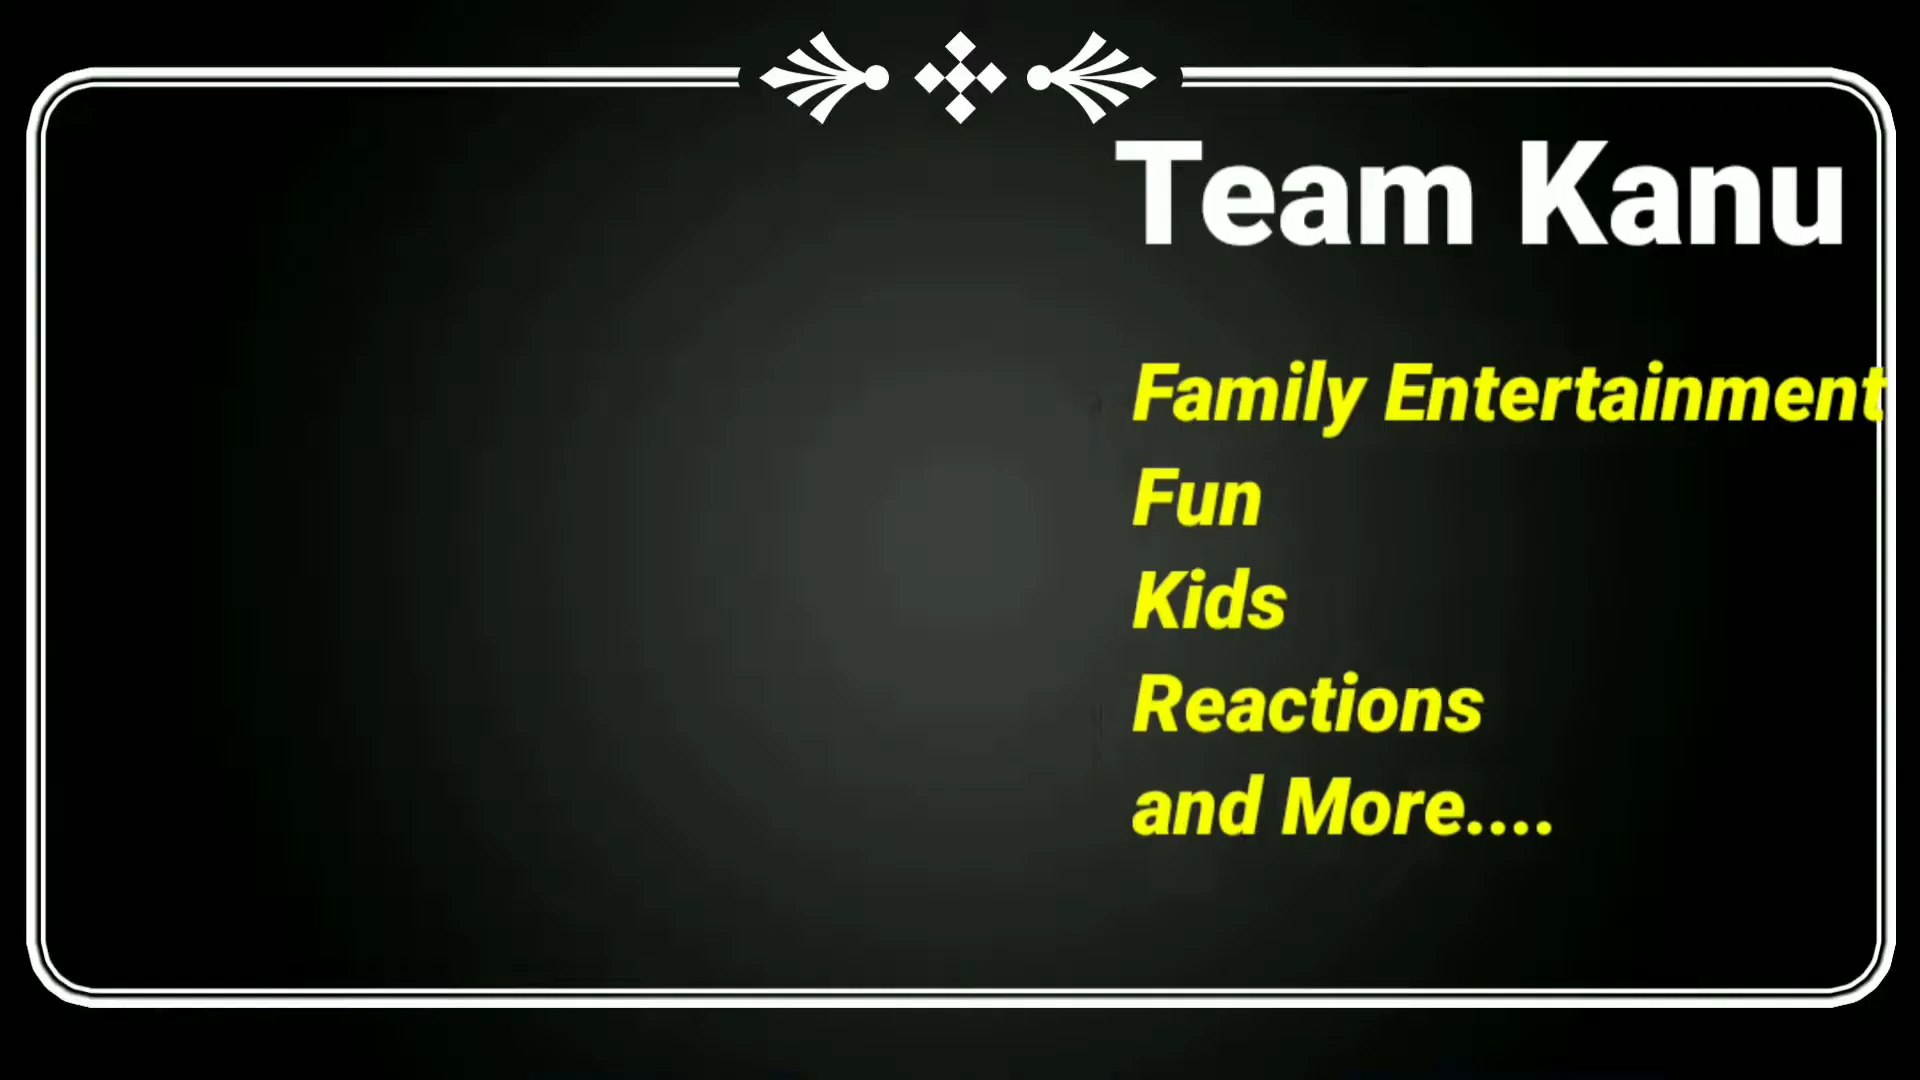 Team Kanu
Family Entertainment
Fun
Kids
Reactions
and More....